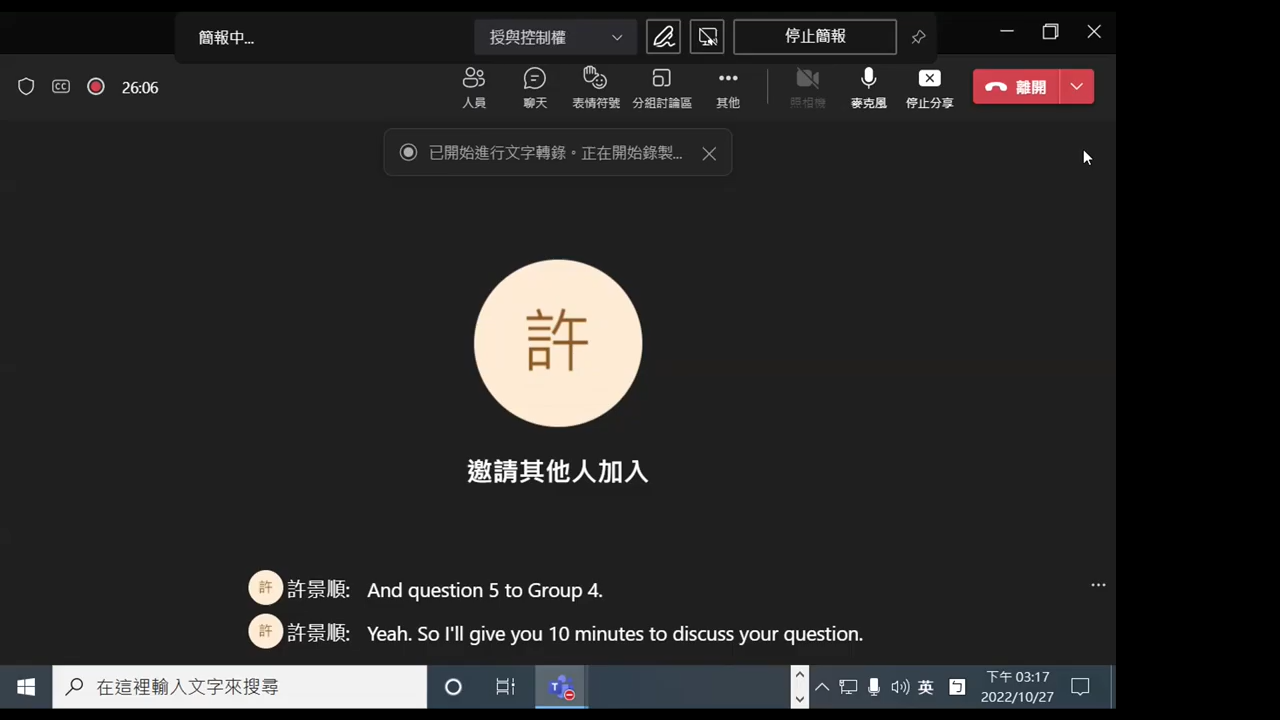 簡報中...
授與控制權
停止簡報
CC
26:06
人員
聊天
表情符號
分組討論區
其他
照相機
麥克風
停止分享
離開
已開始進行文字轉錄。正在開始錄製...
許
邀請其他人加入
許 許景順: And question 5 to Group 4.
許 許景順: Yeah. So I'll give you 10 minutes to discuss your question.
在這裡輸入文字來搜尋
英
下午 03:17
2022/10/27